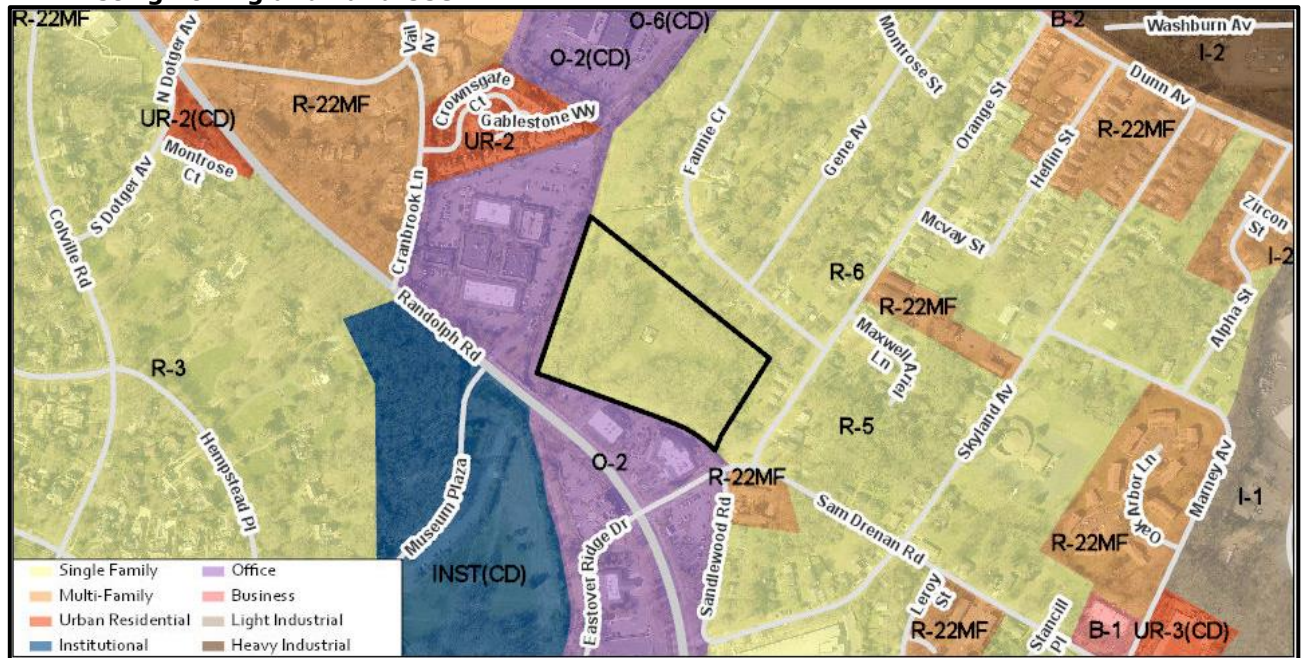 R-22MF
N Dotger Av
Vail Av
O-6(CD)
O-2(CD)
Montrose St
B-2
Washburn Av
I-2
Dunn Av
UR-2(CD)
R-22MF
Crownsgate Ct
Gablestone Wy
UR-2
Montrose Ct
S Dotger Av
Colville Rd
Cranbrook Ln
Fannie Cr
Gene Av
Orange St
Heflin St
R-22MF
Mcvay St
Zircon St
I-2
R-6
R-22MF
Alpha St
Randolph Rd
Maxwell Ariel Ln
R-3
Hempstead Pl
Museum Plaza
R-5
Skyland Av
O-2
R-22MF
Marney Av
Oak Arbor Ln
I-1
Sam Drenan Rd
R-22MF
INST(CD)
Eastover Ridge Dr
Sandlewood Rd
Leroy St
R-22MF
Stancill Pl
B-1
UR-3(CD)
Single Family
Multi-Family
Urban Residential
Institutional
Office
Business
Light Industrial
Heavy Industrial